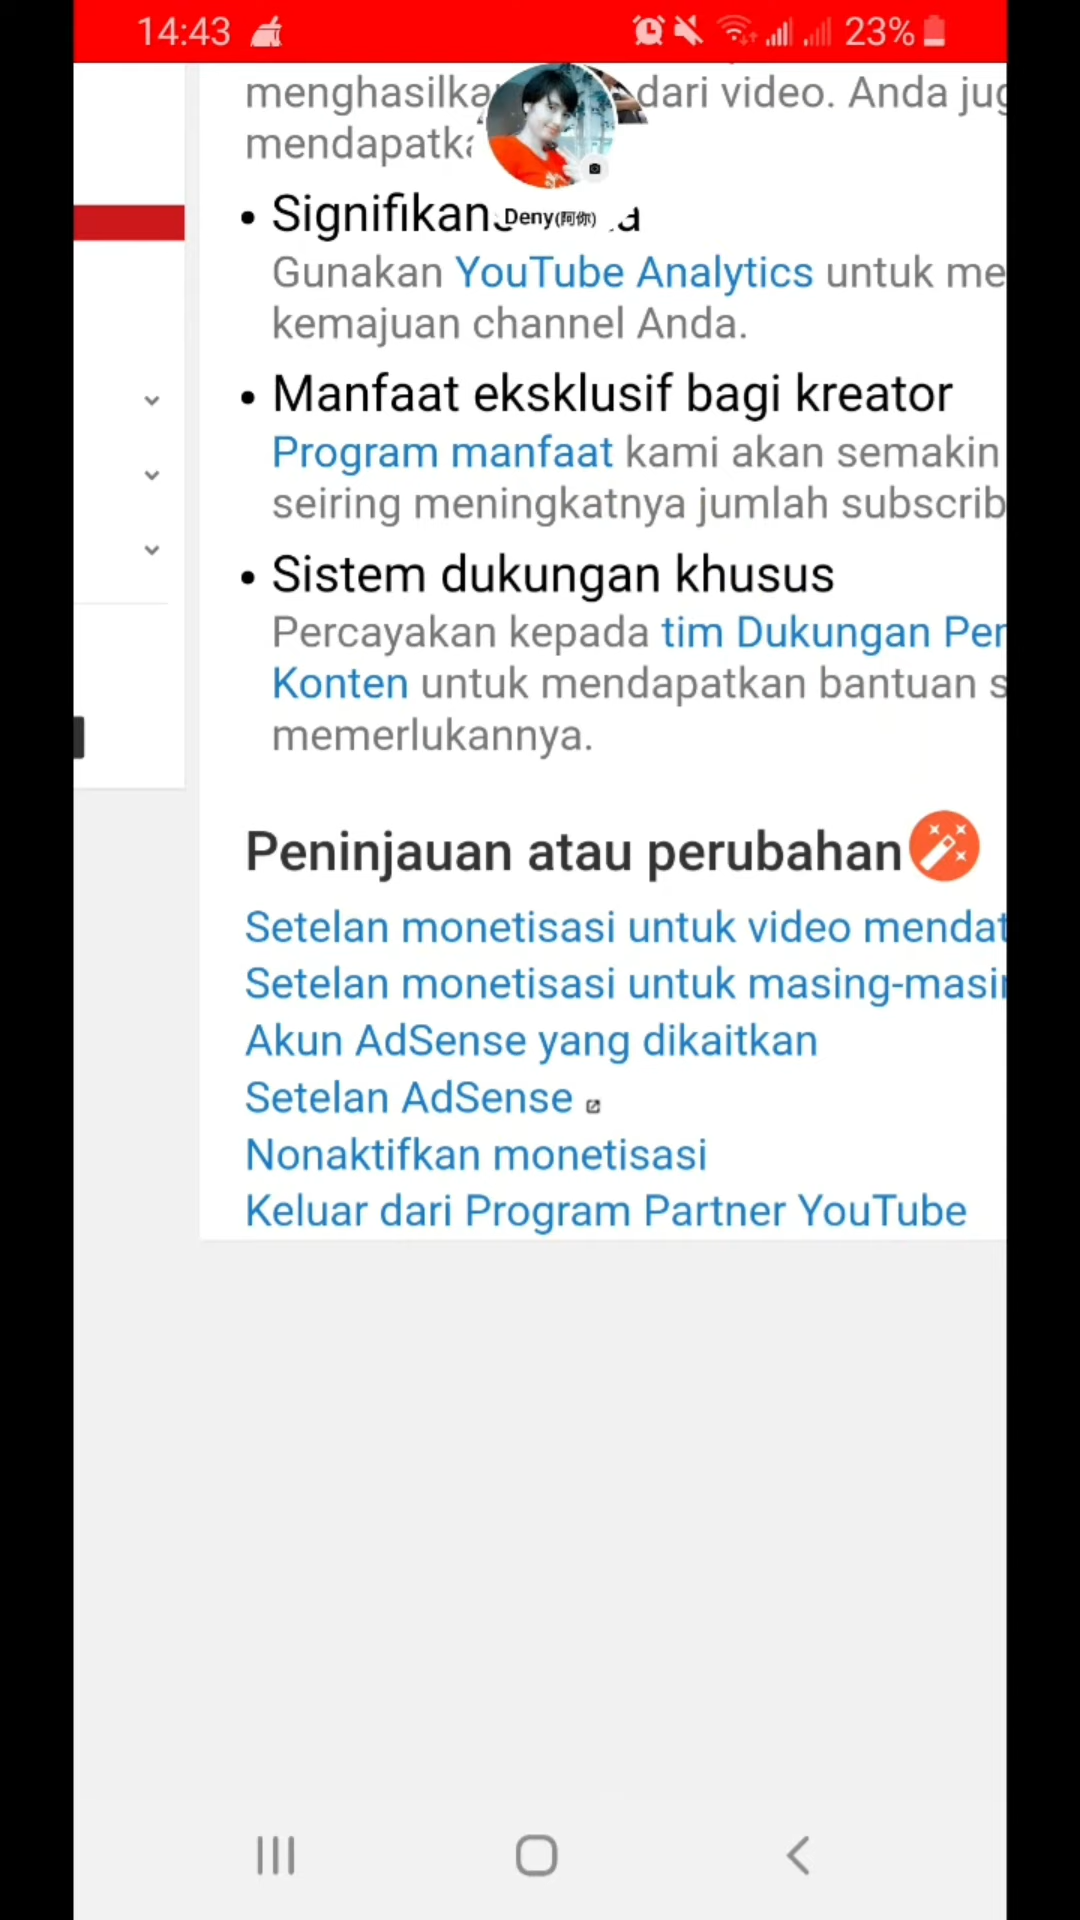 14:43 23%
menghasilka dari video. Anda jug
mendapatka
• Signifikan
Deny(阿你)
Gunakan YouTube Analytics untuk me
kemajuan channel Anda.
• Manfaat eksklusif bagi kreator
Program manfaat kami akan semakin
seiring meningkatnya jumlah subscrib
• Sistem dukungan khusus
Percayakan kepada tim Dukungan Per
Konten untuk mendapatkan bantuan s
memerlukannya.
Peninjauan atau perubahan
Setelan monetisasi untuk video mendat
Setelan monetisasi untuk masing-masi
Akun AdSense yang dikaitkan
Setelan AdSense
Nonaktifkan monetisasi
Keluar dari Program Partner YouTube